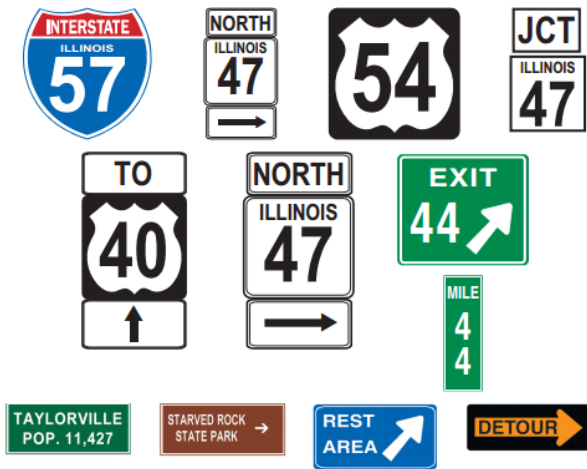 INTERSTATE
ILLINOIS
57
NORTH
ILLINOIS
47
54
JCT
ILLINOIS
47
TO
40
NORTH
ILLINOIS
47
EXIT
44
MILE
4
4
TAYLORVILLE
POP. 11,427
STARVED ROCK
STATE PARK
REST
AREA
DETOUR